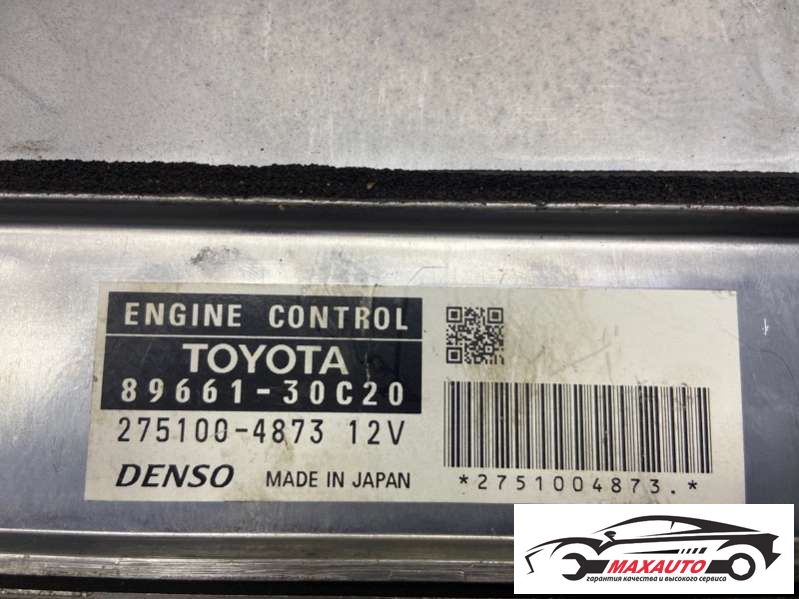 ENGINE CONTROL
TOYOTA
89661-30C20
275100-4873 12V
DENSO MADE IN JAPAN
*2751004873.*
MAXAUTO
гарантия качества и высокого сервиса